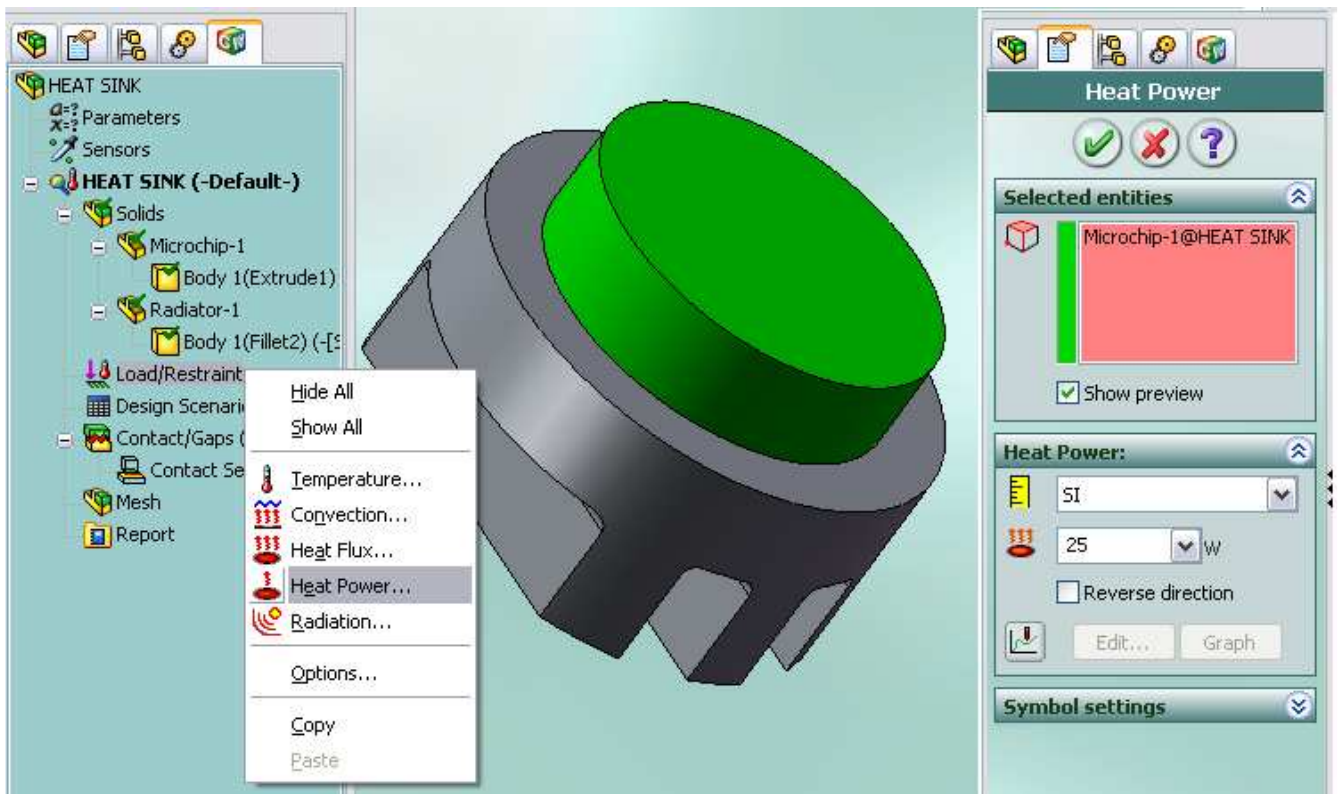 HEAT SINK
Parameters
Sensors
HEAT SINK (-Default-)
Solids
Microchip-1
Body 1(Extrude1)
Radiator-1
Body 1(Fillet2) (-[S
Load/Restraint
Design Scenari
Contact/Gaps (
Contact Se
Mesh
Report
Hide All
Show All
Temperature...
Convection...
Heat Flux...
Heat Power...
Radiation...
Options...
Copy
Paste
Heat Power
Selected entities
Microchip-1@HEAT SINK
Show preview
Heat Power:
SI
25 W
Reverse direction
Edit... Graph
Symbol settings